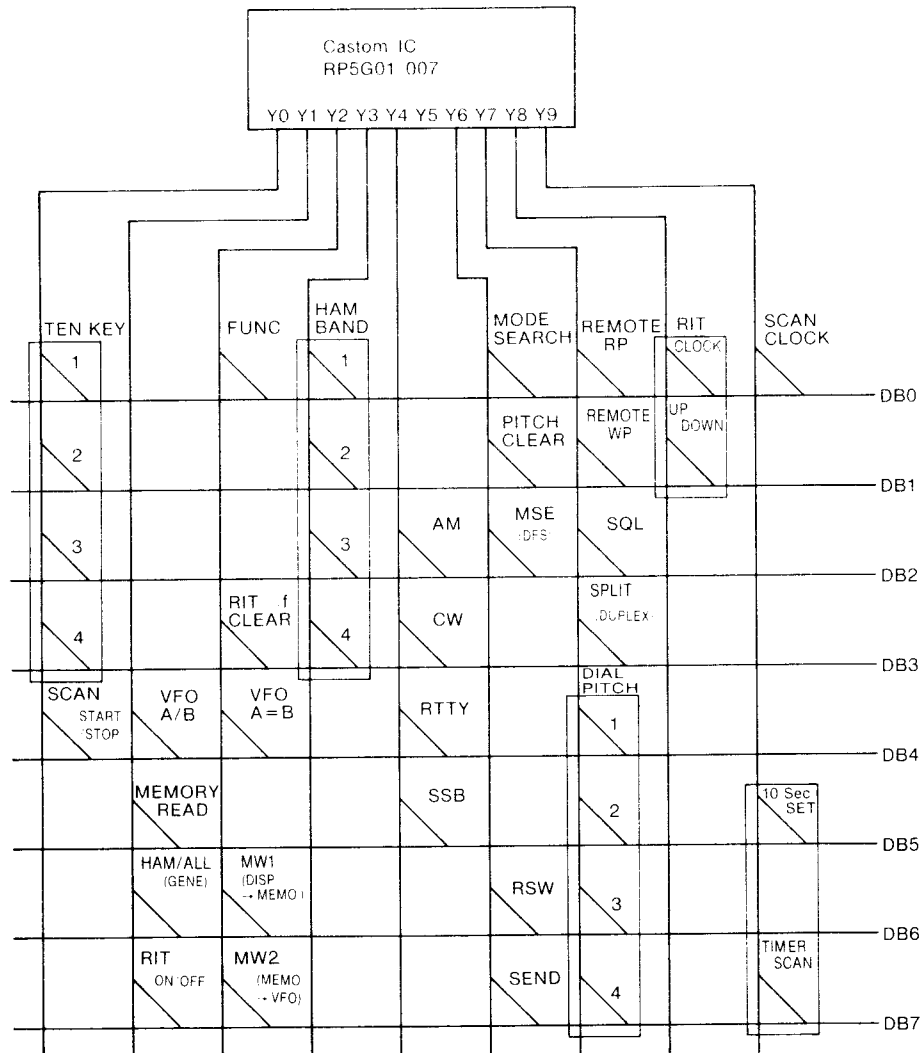 Castom IC
RP5G01 007
Y0 Y1 Y2 Y3 Y4 Y5 Y6 Y7 Y8 Y9
TEN KEY
FUNC
HAM
BAND
MODE
SEARCH
REMOTE
RP
RIT
CLOCK
SCAN
CLOCK
1
1
DB0
2
2
PITCH
CLEAR
REMOTE
WP
UP
DOWN
DB1
3
3
AM
MSE
(DFS)
SQL
DB2
4
RIT f
CLEAR
4
CW
SPLIT
(DUPLEX)
DB3
SCAN
START
/STOP
VFO
A/B
VFO
A=B
RTTY
DIAL
PITCH
1
DB4
MEMORY
READ
SSB
2
10 Sec
SET
DB5
HAM/ALL
(GENE)
MW1
(DISP
→MEMO)
RSW
3
DB6
RIT
ON/OFF
MW2
(MEMO
→VFO)
SEND
4
TIMER
SCAN
DB7